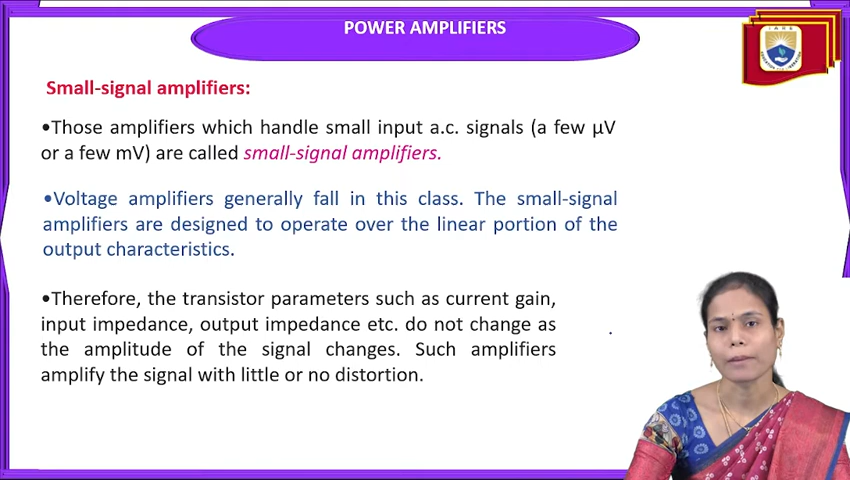 POWER AMPLIFIERS
Small-signal amplifiers:
•Those amplifiers which handle small input a.c. signals (a few μV
or a few mV) are called small-signal amplifiers.
•Voltage amplifiers generally fall in this class. The small-signal
amplifiers are designed to operate over the linear portion of the
output characteristics.
•Therefore, the transistor parameters such as current gain,
input impedance, output impedance etc. do not change as
the amplitude of the signal changes. Such amplifiers
amplify the signal with little or no distortion.